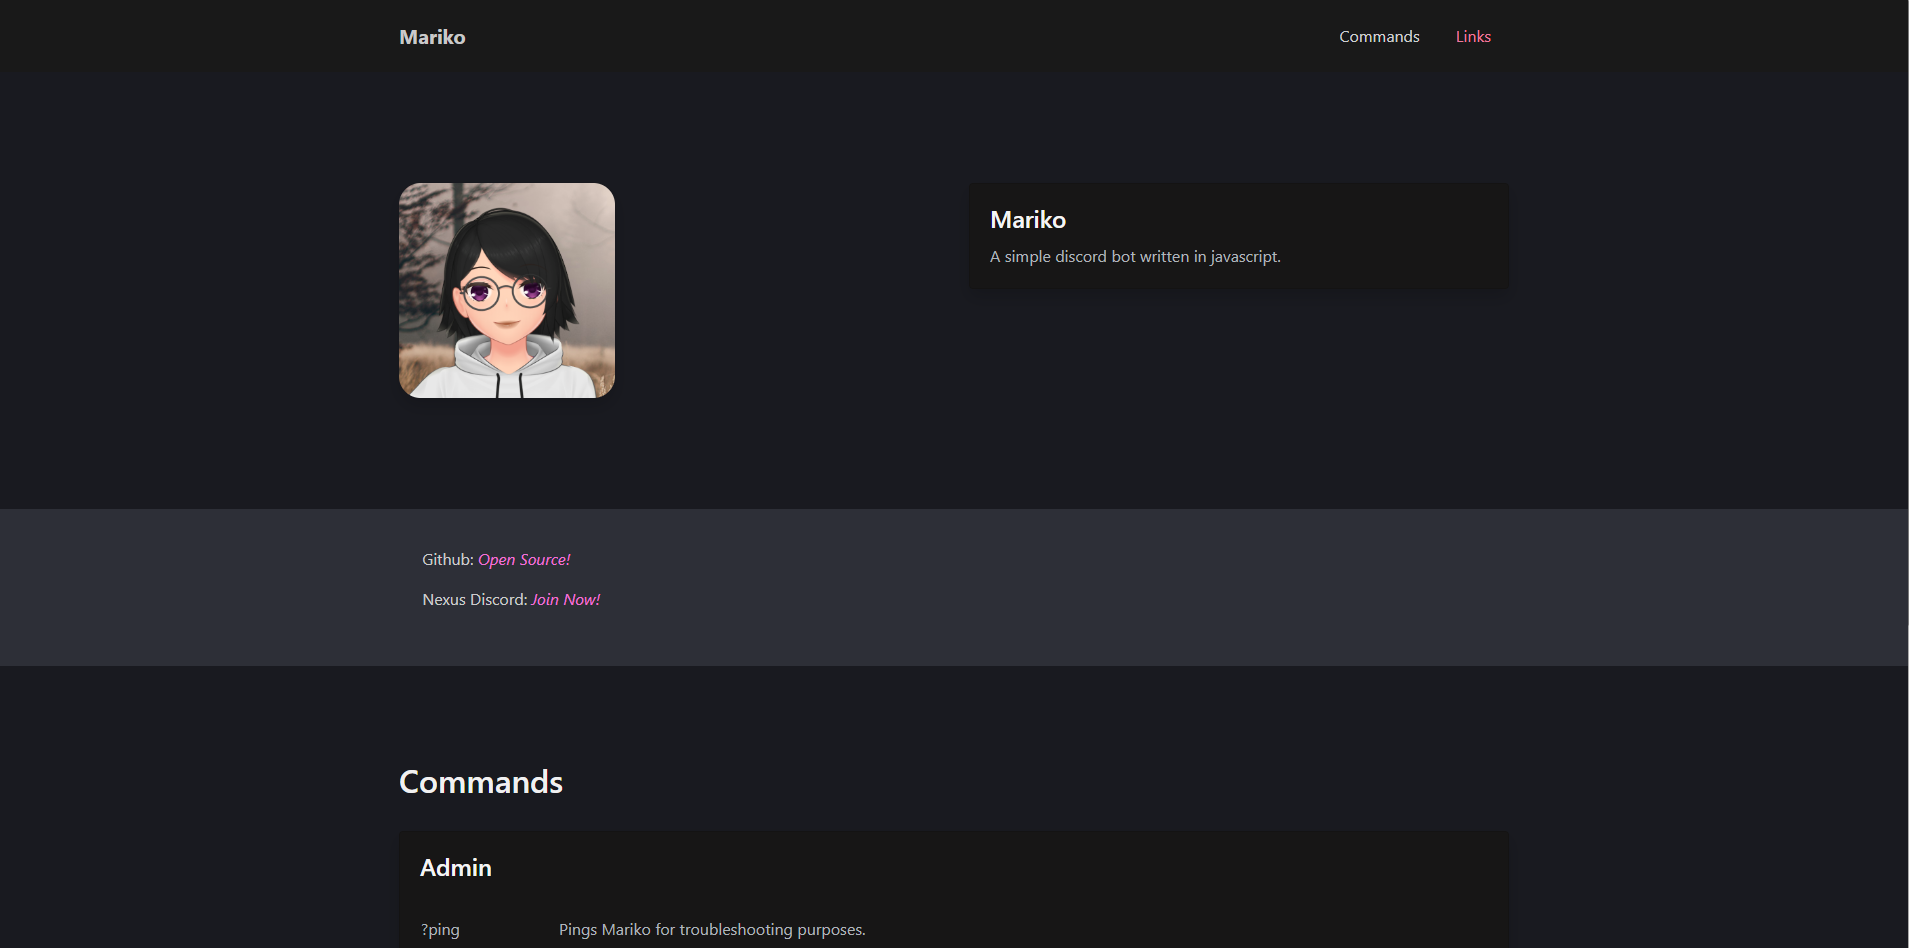 Mariko
Commands
Links
Mariko
A simple discord bot written in javascript.
Github: Open Source!
Nexus Discord: Join Now!
Commands
Admin
?ping
Pings Mariko for troubleshooting purposes.